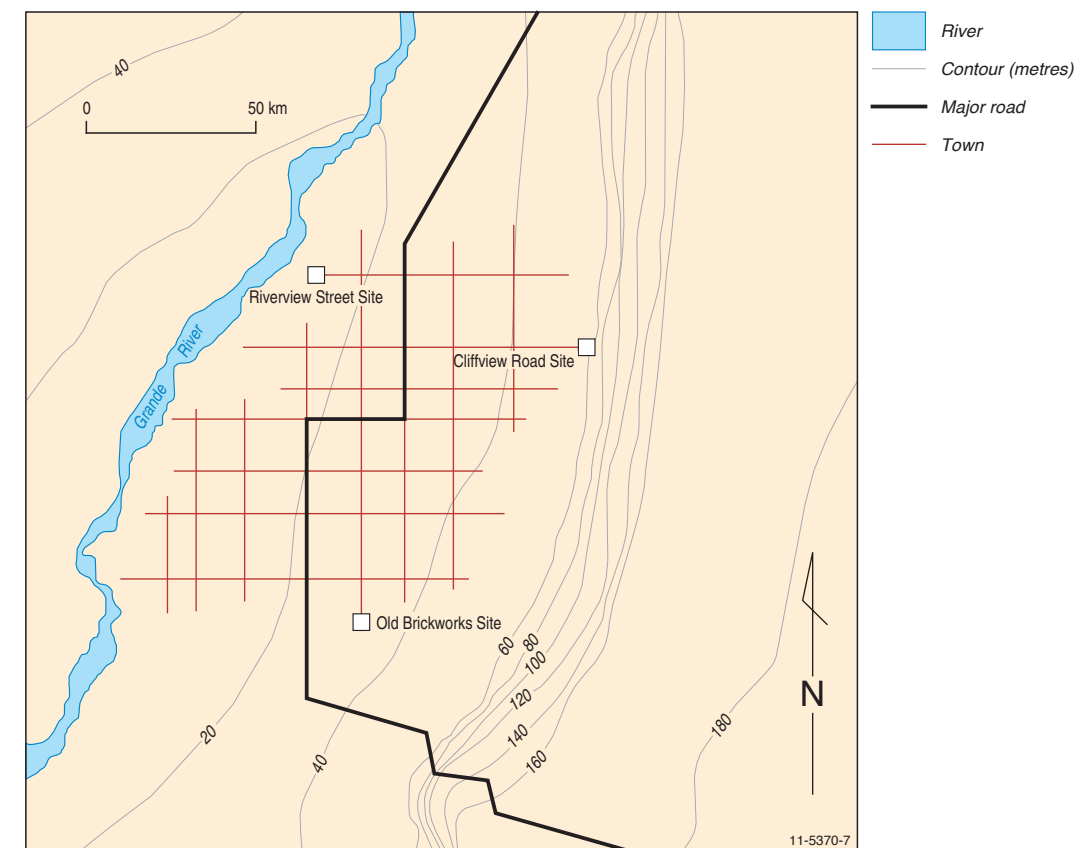 River
Contour (metres)
Major road
Town
40
0 50 km
Riverview Street Site
Grande River
Cliffview Road Site
Old Brickworks Site
60
80
100
120
140
160
180
20
40
N
11-5370-7